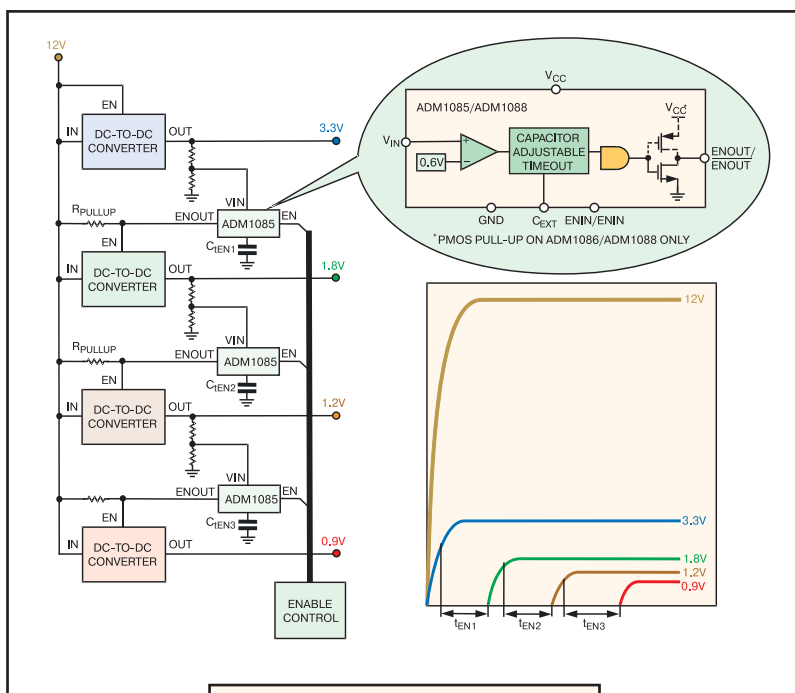 12V
EN
IN
DC-TO-DC
CONVERTER
OUT
3.3V
VIN
RPULLUP
ENOUT
ADM1085
EN
CtEN1
EN
IN
DC-TO-DC
CONVERTER
OUT
1.8V
VIN
RPULLUP
ENOUT
ADM1085
EN
CtEN2
EN
IN
DC-TO-DC
CONVERTER
OUT
1.2V
VIN
ENOUT
ADM1085
EN
CtEN3
EN
IN
DC-TO-DC
CONVERTER
OUT
0.9V
ENABLE
CONTROL
VCC
ADM1085/ADM1088
VCC*
VIN
+
0.6V
−
CAPACITOR
ADJUSTABLE
TIMEOUT
ENOUT/
ENOUT
GND
CEXT
ENIN/ENIN
*PMOS PULL-UP ON ADM1086/ADM1088 ONLY
12V
3.3V
1.8V
1.2V
0.9V
tEN1
tEN2
tEN3